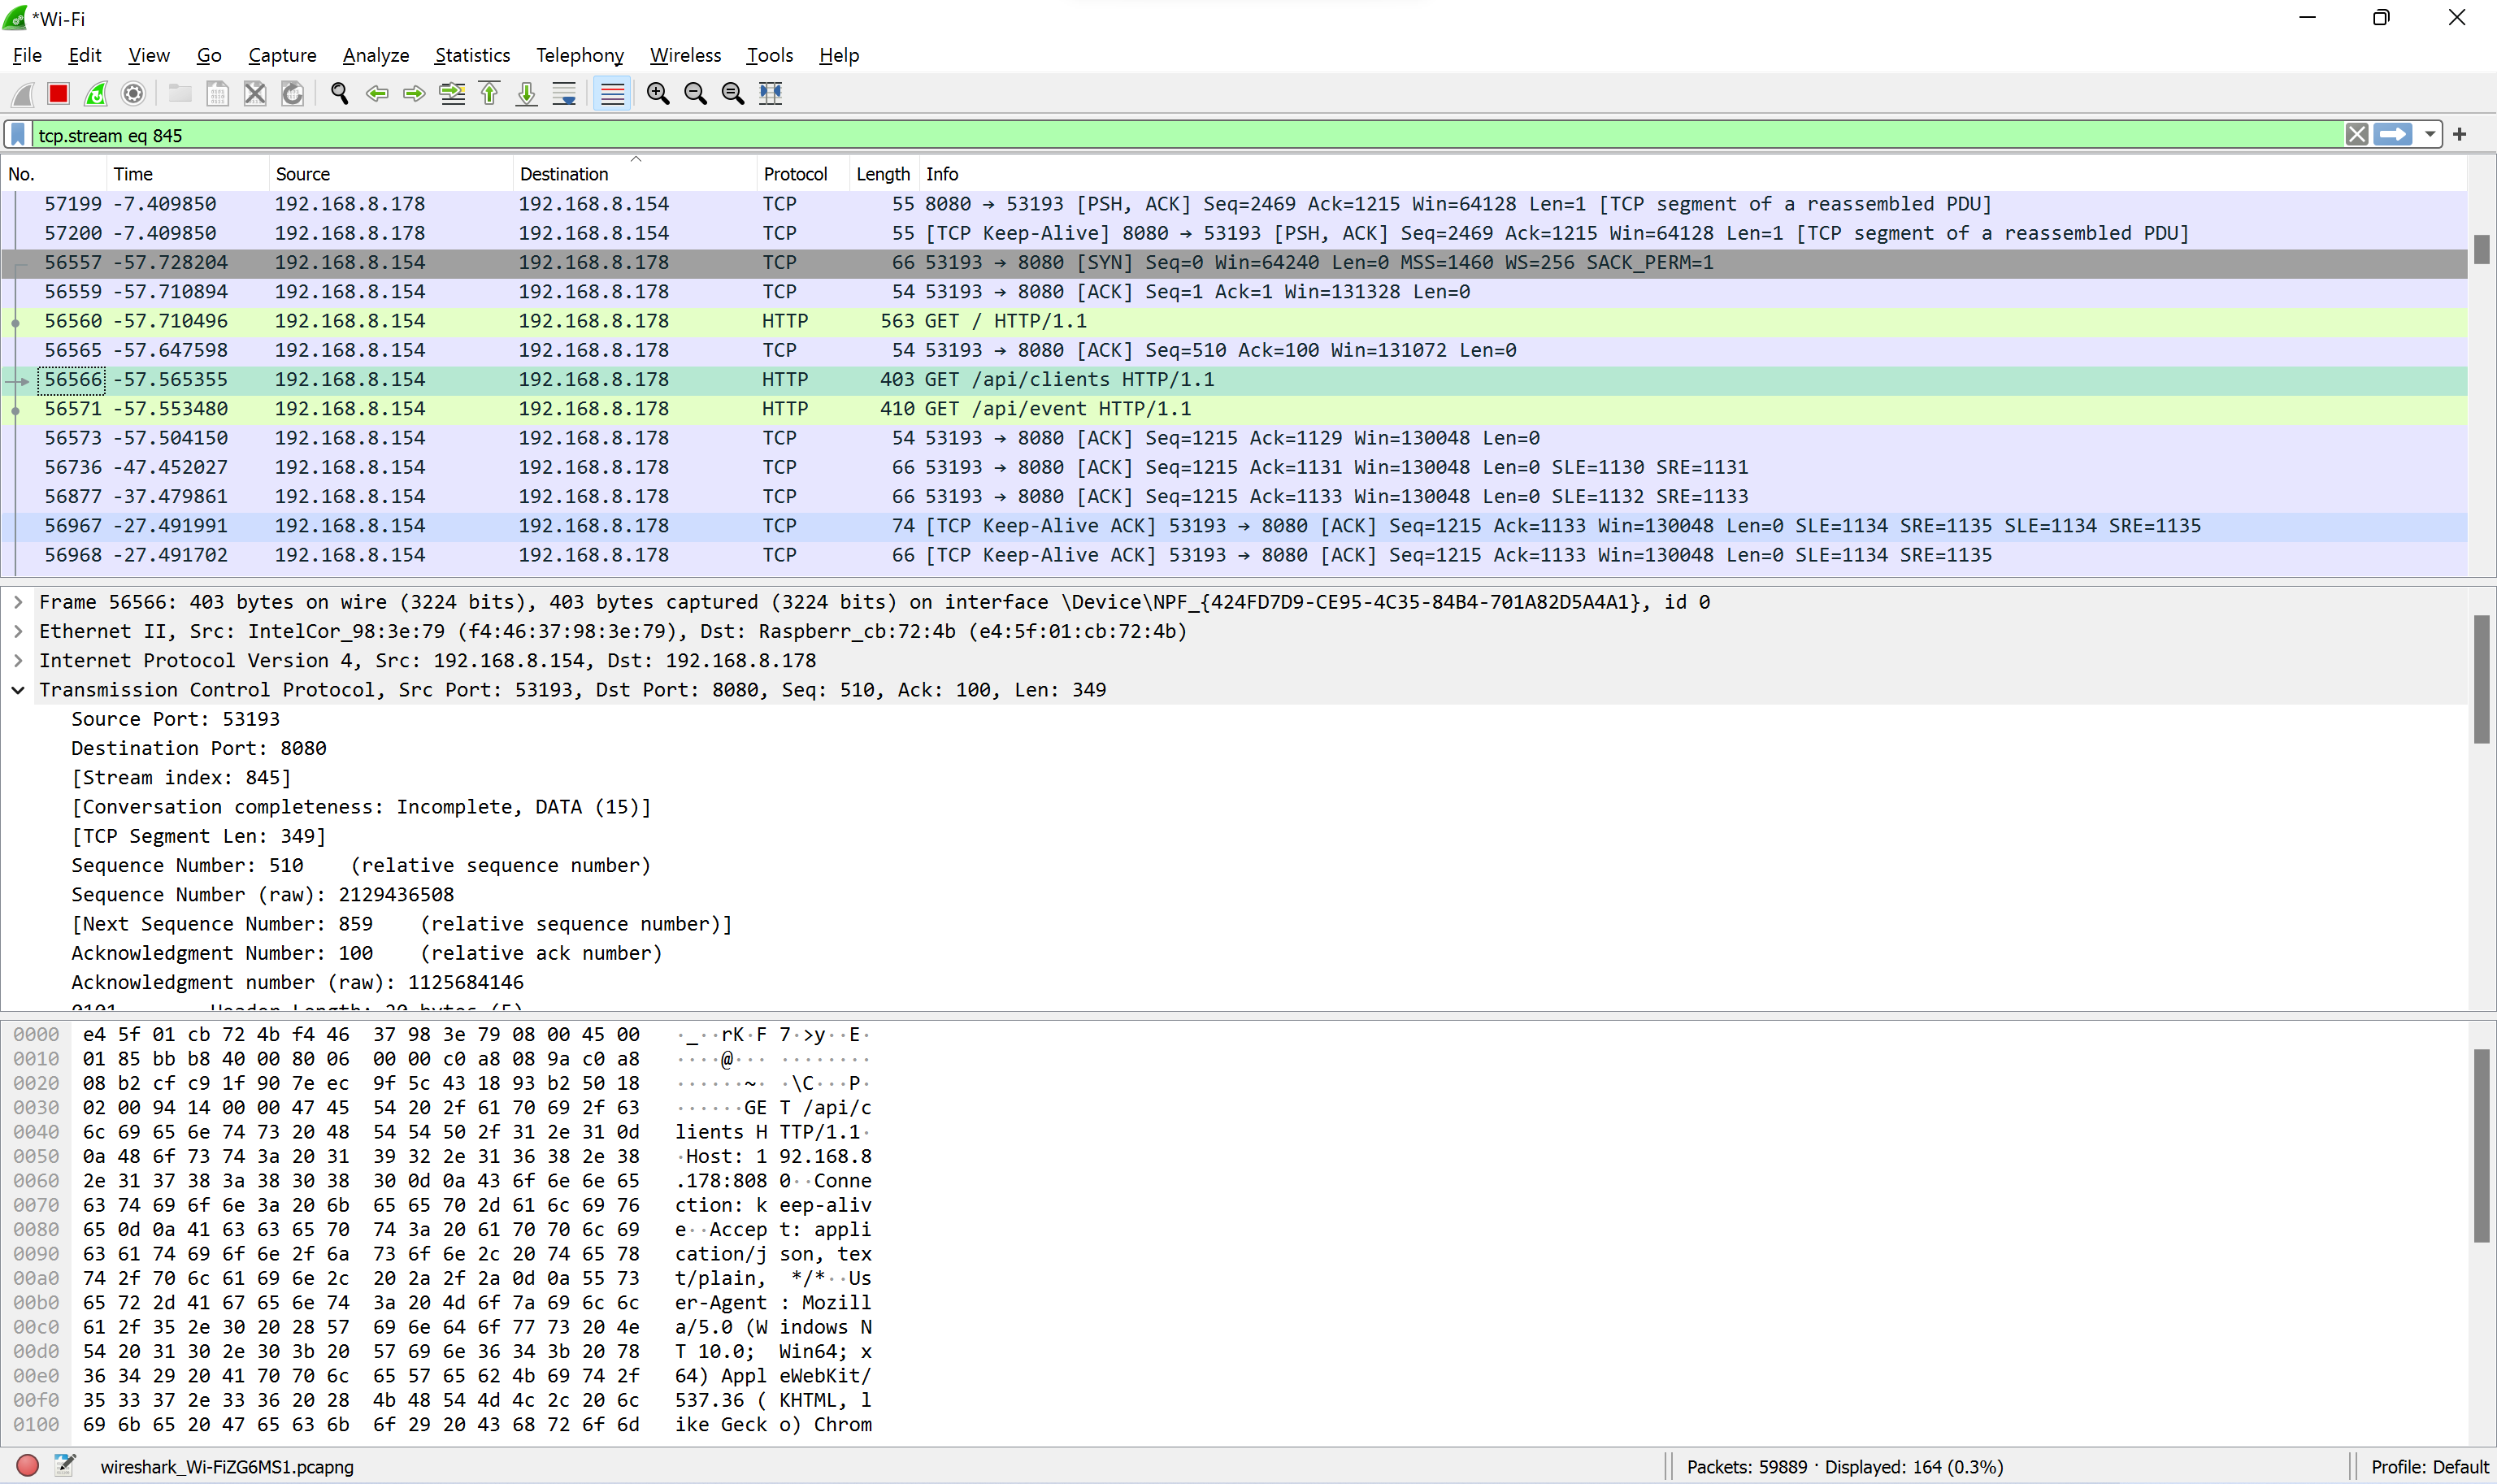 *Wi-Fi
File Edit View Go Capture Analyze Statistics Telephony Wireless Tools Help
tcp.stream eq 845
No. Time Source Destination Protocol Length Info
57199 -7.409850 192.168.8.178 192.168.8.154 TCP 55 8080 → 53193 [PSH, ACK] Seq=2469 Ack=1215 Win=64128 Len=1 [TCP segment of a reassembled PDU]
57200 -7.409850 192.168.8.178 192.168.8.154 TCP 55 [TCP Keep-Alive] 8080 → 53193 [PSH, ACK] Seq=2469 Ack=1215 Win=64128 Len=1 [TCP segment of a reassembled PDU]
56557 -57.728204 192.168.8.154 192.168.8.178 TCP 66 53193 → 8080 [SYN] Seq=0 Win=64240 Len=0 MSS=1460 WS=256 SACK_PERM=1
56559 -57.710894 192.168.8.154 192.168.8.178 TCP 54 53193 → 8080 [ACK] Seq=1 Ack=1 Win=131328 Len=0
56560 -57.710496 192.168.8.154 192.168.8.178 HTTP 563 GET / HTTP/1.1
56565 -57.647598 192.168.8.154 192.168.8.178 TCP 54 53193 → 8080 [ACK] Seq=510 Ack=100 Win=131072 Len=0
56566 -57.565355 192.168.8.154 192.168.8.178 HTTP 403 GET /api/clients HTTP/1.1
56571 -57.553480 192.168.8.154 192.168.8.178 HTTP 410 GET /api/event HTTP/1.1
56573 -57.504150 192.168.8.154 192.168.8.178 TCP 54 53193 → 8080 [ACK] Seq=1215 Ack=1129 Win=130048 Len=0
56736 -47.452027 192.168.8.154 192.168.8.178 TCP 66 53193 → 8080 [ACK] Seq=1215 Ack=1131 Win=130048 Len=0 SLE=1130 SRE=1131
56877 -37.479861 192.168.8.154 192.168.8.178 TCP 66 53193 → 8080 [ACK] Seq=1215 Ack=1133 Win=130048 Len=0 SLE=1132 SRE=1133
56967 -27.491991 192.168.8.154 192.168.8.178 TCP 74 [TCP Keep-Alive ACK] 53193 → 8080 [ACK] Seq=1215 Ack=1133 Win=130048 Len=0 SLE=1134 SRE=1135 SLE=1134 SRE=1135
56968 -27.491702 192.168.8.154 192.168.8.178 TCP 66 [TCP Keep-Alive ACK] 53193 → 8080 [ACK] Seq=1215 Ack=1133 Win=130048 Len=0 SLE=1134 SRE=1135
Frame 56566: 403 bytes on wire (3224 bits), 403 bytes captured (3224 bits) on interface \Device\NPF_{424FD7D9-CE95-4C35-84B4-701A82D5A4A1}, id 0
Ethernet II, Src: IntelCor_98:3e:79 (f4:46:37:98:3e:79), Dst: Raspberr_cb:72:4b (e4:5f:01:cb:72:4b)
Internet Protocol Version 4, Src: 192.168.8.154, Dst: 192.168.8.178
Transmission Control Protocol, Src Port: 53193, Dst Port: 8080, Seq: 510, Ack: 100, Len: 349
Source Port: 53193
Destination Port: 8080
[Stream index: 845]
[Conversation completeness: Incomplete, DATA (15)]
[TCP Segment Len: 349]
Sequence Number: 510 (relative sequence number)
Sequence Number (raw): 2129436508
[Next Sequence Number: 859 (relative sequence number)]
Acknowledgment Number: 100 (relative ack number)
Acknowledgment number (raw): 1125684146
0101 .... Header Length: 20 bytes (5)
0000 e4 5f 01 cb 72 4b f4 46 37 98 3e 79 08 00 45 00 ·_··rK·F 7·>y··E·
0010 01 85 bb b8 40 00 80 06 00 00 c0 a8 08 9a c0 a8 ····@··· ········
0020 08 b2 cf c9 1f 90 7e ec 9f 5c 43 18 93 b2 50 18 ······~· ·\C···P·
0030 02 00 94 14 00 00 47 45 54 20 2f 61 70 69 2f 63 ······GE T /api/c
0040 6c 69 65 6e 74 73 20 48 54 54 50 2f 31 2e 31 0d lients H TTP/1.1·
0050 0a 48 6f 73 74 3a 20 31 39 32 2e 31 36 38 2e 38 ·Host: 1 92.168.8
0060 2e 31 37 38 3a 38 30 38 30 0d 0a 43 6f 6e 6e 65 .178:808 0··Conne
0070 63 74 69 6f 6e 3a 20 6b 65 65 70 2d 61 6c 69 76 ction: k eep-aliv
0080 65 0d 0a 41 63 63 65 70 74 3a 20 61 70 70 6c 69 e··Accep t: appli
0090 63 61 74 69 6f 6e 2f 6a 73 6f 6e 2c 20 74 65 78 cation/j son, tex
00a0 74 2f 70 6c 61 69 6e 2c 20 2a 2f 2a 0d 0a 55 73 t/plain, */*··Us
00b0 65 72 2d 41 67 65 6e 74 3a 20 4d 6f 7a 69 6c 6c er-Agent : Mozill
00c0 61 2f 35 2e 30 20 28 57 69 6e 64 6f 77 73 20 4e a/5.0 (W indows N
00d0 54 20 31 30 2e 30 3b 20 57 69 6e 36 34 3b 20 78 T 10.0; Win64; x
00e0 36 34 29 20 41 70 70 6c 65 57 65 62 4b 69 74 2f 64) Appl eWebKit/
00f0 35 33 37 2e 33 36 20 28 4b 48 54 4d 4c 2c 20 6c 537.36 ( KHTML, l
0100 69 6b 65 20 47 65 63 6b 6f 29 20 43 68 72 6f 6d ike Geck o) Chrom
wireshark_Wi-FiZG6MS1.pcapng Packets: 59889 · Displayed: 164 (0.3%) Profile: Default